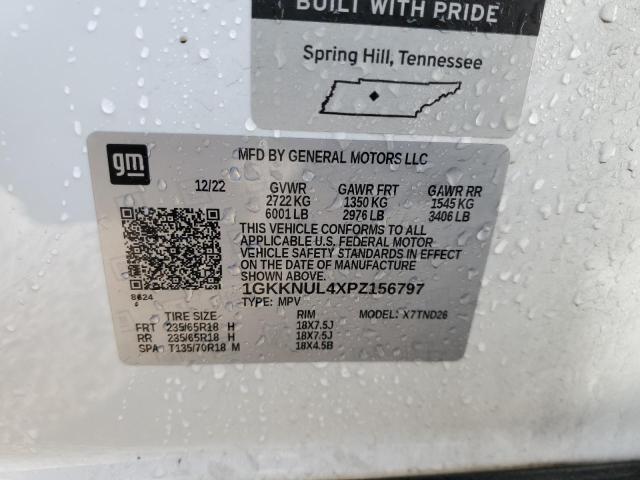 BUILT WITH PRIDE
Spring Hill, Tennessee
gm
MFD BY GENERAL MOTORS LLC
12/22 GVWR GAWR FRT GAWR RR
2722 KG 1350 KG 1545 KG
6001 LB 2976 LB 3406 LB
THIS VEHICLE CONFORMS TO ALL
APPLICABLE U.S. FEDERAL MOTOR
VEHICLE SAFETY STANDARDS IN EFFECT
ON THE DATE OF MANUFACTURE
SHOWN ABOVE.
8624
1GKKNUL4XPZ156797
TYPE: MPV MODEL: X7TND26
TIRE SIZE RIM
FRT 235/65R18 H 18X7.5J
RR 235/65R18 H 18X7.5J
SPA T135/70R18 M 18X4.5B